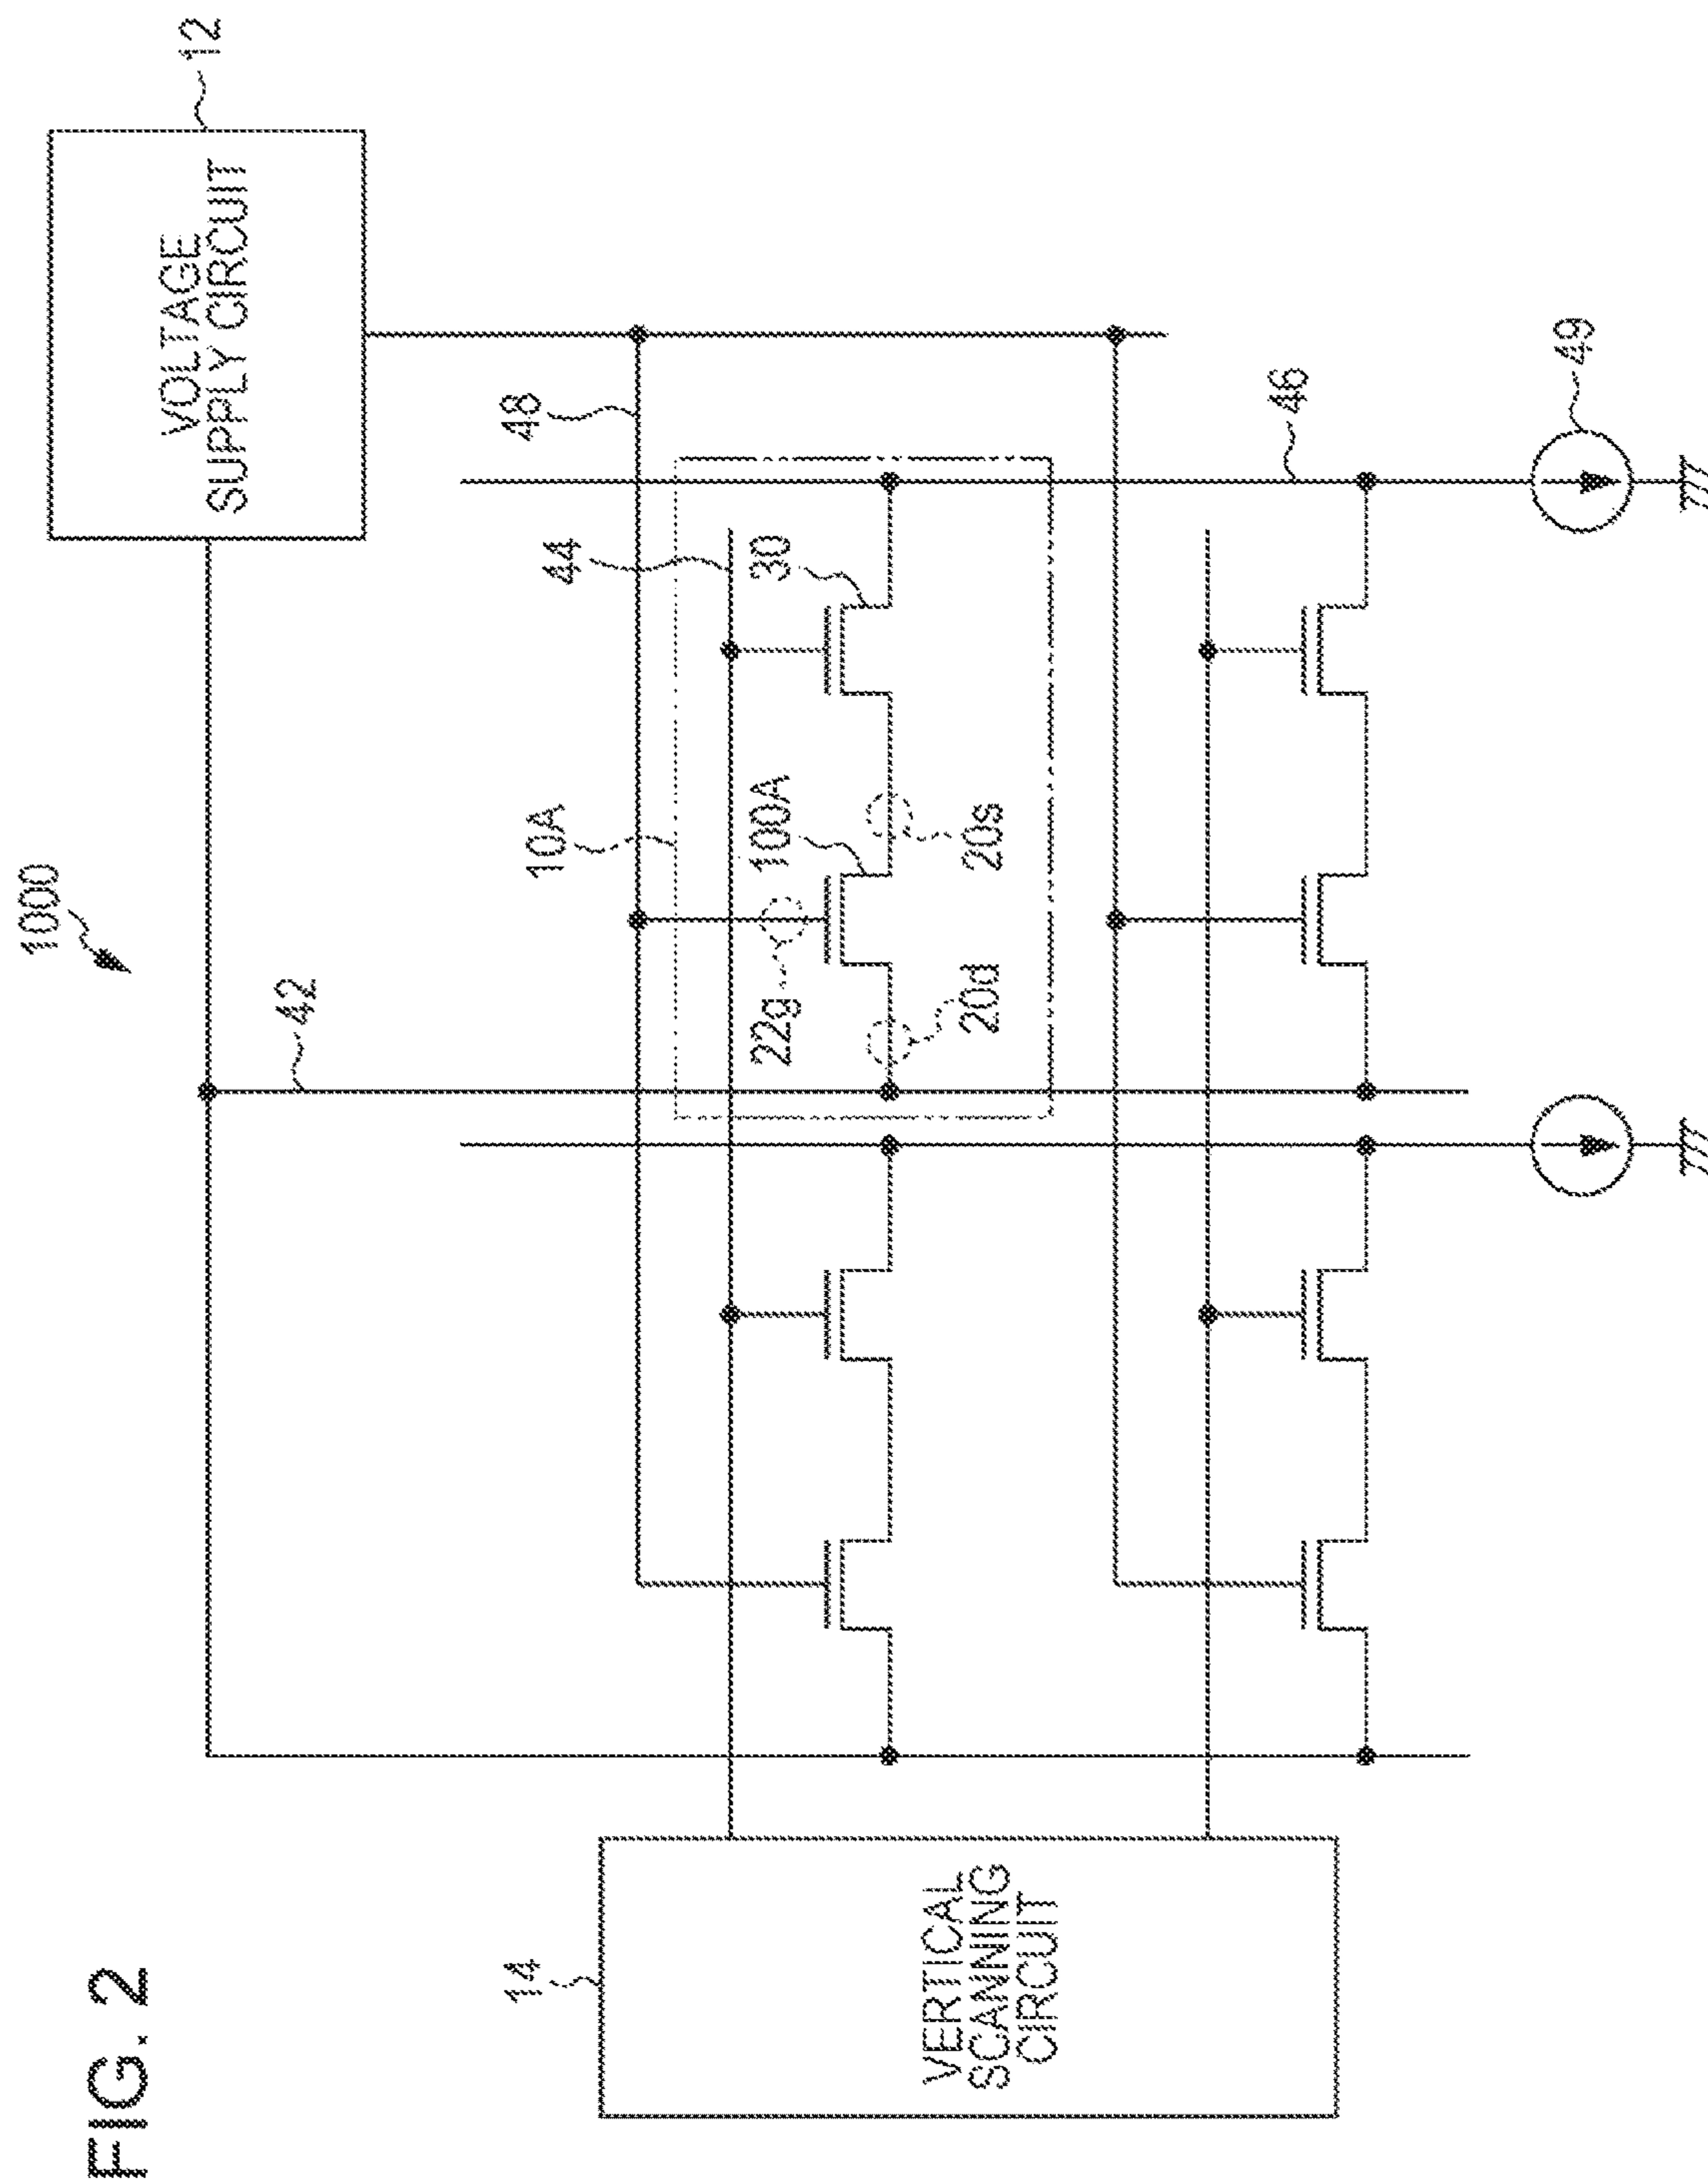 FIG. 2
1000
12
VOLTAGE
SUPPLY CIRCUIT
42
48
10A
44
14
VERTICAL
SCANNING
CIRCUIT
22g
100A
30
20d
20s
46
49